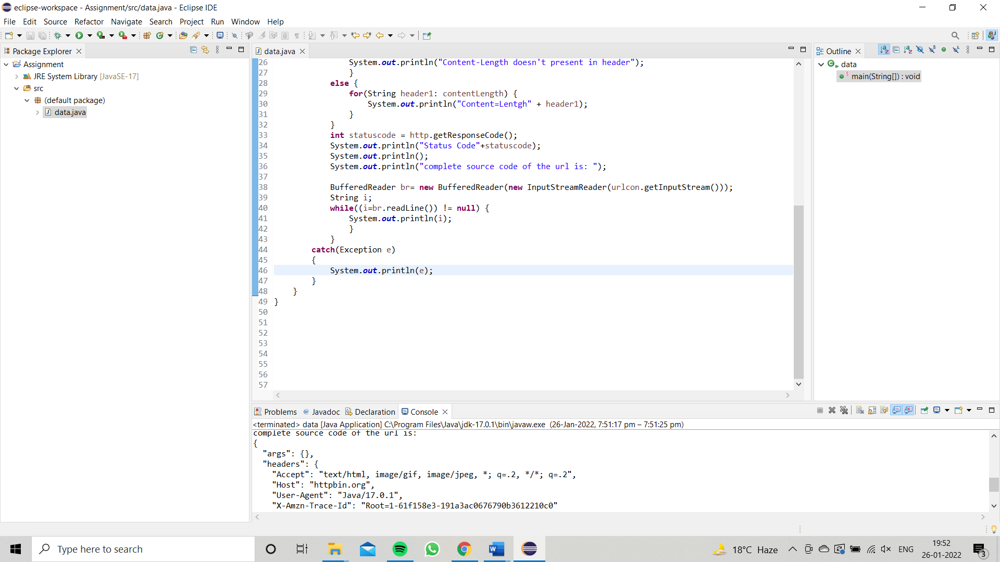 eclipse-workspace - Assignment/src/data.java - Eclipse IDE
File Edit Source Refactor Navigate Search Project Run Window Help
Package Explorer
Assignment
JRE System Library [JavaSE-17]
src
(default package)
data.java
data.java
26 System.out.println("Content-Length doesn't present in header");
27 }
28 else {
29 for(String header1: contentLength) {
30 System.out.println("Content=Lentgh" + header1);
31 }
32 }
33 int statuscode = http.getResponseCode();
34 System.out.println("Status Code"+statuscode);
35 System.out.println();
36 System.out.println("complete source code of the url is: ");
37
38 BufferedReader br= new BufferedReader(new InputStreamReader(urlcon.getInputStream()));
39 String i;
40 while((i=br.readLine()) != null) {
41 System.out.println(i);
42 }
43 }
44 catch(Exception e)
45 {
46 System.out.println(e);
47 }
48 }
49 }
50
51
52
53
54
55
56
57
Outline
data
main(String[]) : void
Problems @ Javadoc Declaration Console
<terminated> data [Java Application] C:\Program Files\Java\jdk-17.0.1\bin\javaw.exe (26-Jan-2022, 7:51:17 pm – 7:51:25 pm)
complete source code of the url is:
{
"args": {},
"headers": {
"Accept": "text/html, image/gif, image/jpeg, *; q=.2, */*; q=.2",
"Host": "httpbin.org",
"User-Agent": "Java/17.0.1",
"X-Amzn-Trace-Id": "Root=1-61f158e3-191a3ac0676790b3612210c0"
Type here to search
18°C Haze
ENG
19:52
26-01-2022
3